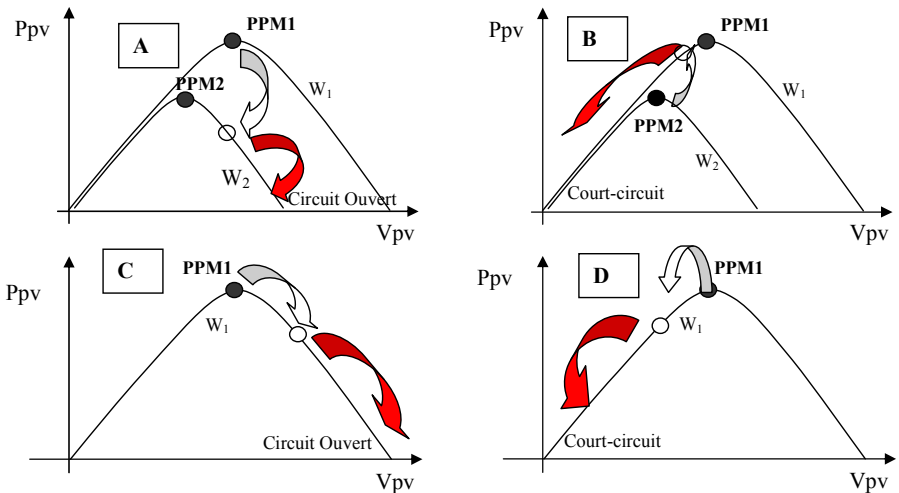 Ppv
A
PPM1
PPM2
W1
W2
Circuit Ouvert
Vpv
Ppv
B
PPM1
PPM2
W1
W2
Court-circuit
Vpv
Ppv
C
PPM1
W1
Circuit Ouvert
Vpv
Ppv
D
PPM1
W1
Court-circuit
Vpv